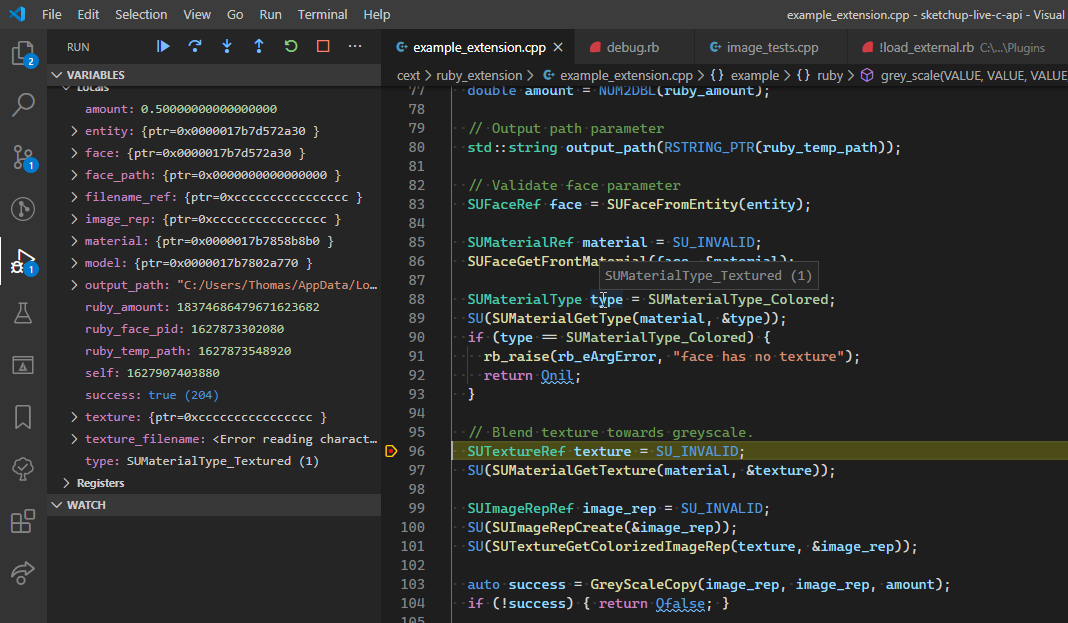 File Edit Selection View Go Run Terminal Help example_extension.cpp - sketchup-live-c-api - Visual
2
1
1
RUN
VARIABLES
Locals
amount: 0.50000000000000000
entity: {ptr=0x0000017b7d572a30 }
face: {ptr=0x0000017b7d572a30 }
face_path: {ptr=0x0000000000000000 }
filename_ref: {ptr=0xcccccccccccccccc }
image_rep: {ptr=0xcccccccccccccccc }
material: {ptr=0x0000017b7858b8b0 }
model: {ptr=0x0000017b7802a770 }
output_path: "C:/Users/Thomas/AppData/Lo...
ruby_amount: 18374686479671623682
ruby_face_pid: 1627873302080
ruby_temp_path: 1627873548920
self: 1627907403880
success: true (204)
texture: {ptr=0xcccccccccccccccc }
texture_filename: <Error reading charact...
type: SUMaterialType_Textured (1)
Registers
WATCH
example_extension.cpp debug.rb image_tests.cpp !load_external.rb C:\...\Plugins
cext > ruby_extension > example_extension.cpp > {} example > {} ruby > grey_scale(VALUE, VALUE, VALUE
77 double amount = NUM2DBL(ruby_amount);
78
79 // Output path parameter
80 std::string output_path(RSTRING_PTR(ruby_temp_path));
81
82 // Validate face parameter
83 SUFaceRef face = SUFaceFromEntity(entity);
84
85 SUMaterialRef material = SU_INVALID;
86 SUFaceGetFrontMaterial(face, &material);
SUMaterialType_Textured (1)
87
88 SUMaterialType type = SUMaterialType_Colored;
89 SU(SUMaterialGetType(material, &type));
90 if (type == SUMaterialType_Colored) {
91 rb_raise(rb_eArgError, "face has no texture");
92 return Qnil;
93 }
94
95 // Blend texture towards greyscale.
96 SUTextureRef texture = SU_INVALID;
97 SU(SUMaterialGetTexture(material, &texture));
98
99 SUImageRepRef image_rep = SU_INVALID;
100 SU(SUImageRepCreate(&image_rep));
101 SU(SUTextureGetColorizedImageRep(texture, &image_rep));
102
103 auto success = GreyScaleCopy(image_rep, image_rep, amount);
104 if (!success) { return Qfalse; }
105